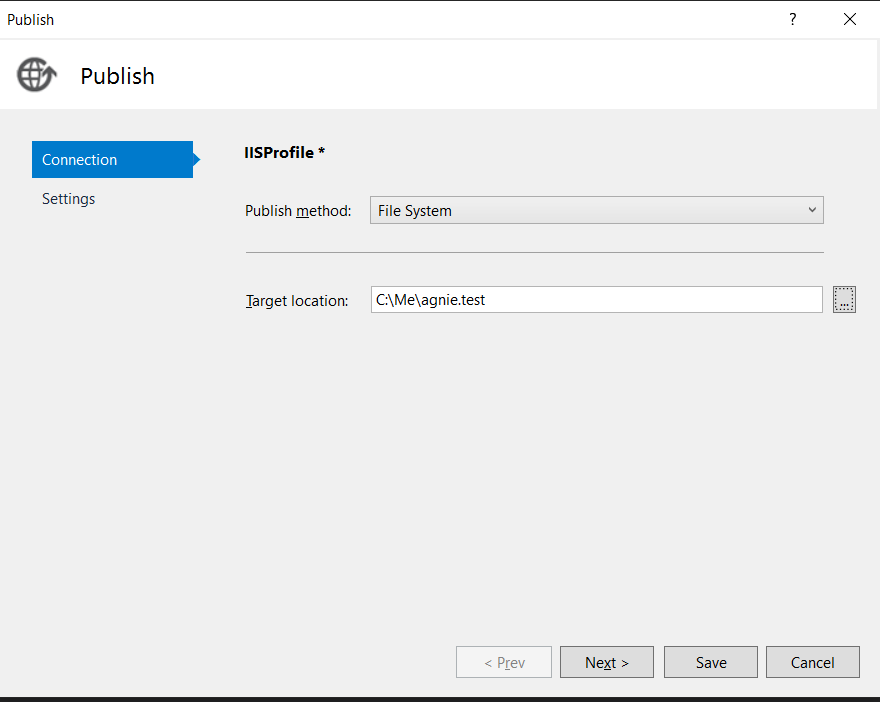 Publish
?
Publish
Connection
Settings
IISProfile *
Publish method: File System
Target location: C:\Me\agnie.test ...
< Prev Next > Save Cancel